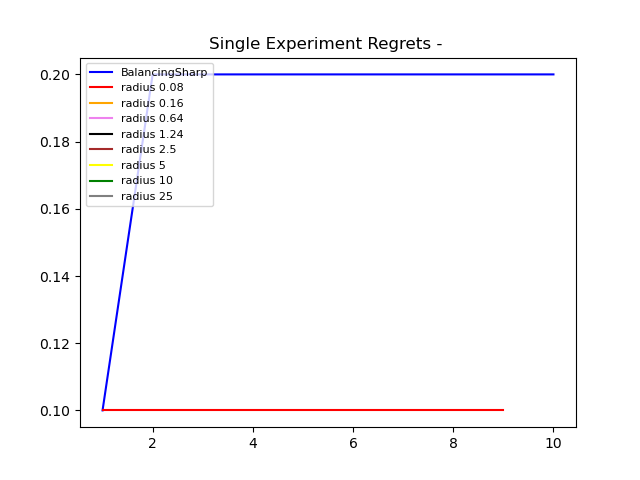 Single Experiment Regrets -
0.20
0.18
0.16
0.14
0.12
0.10
BalancingSharp
radius 0.08
radius 0.16
radius 0.64
radius 1.24
radius 2.5
radius 5
radius 10
radius 25
2 4 6 8 10